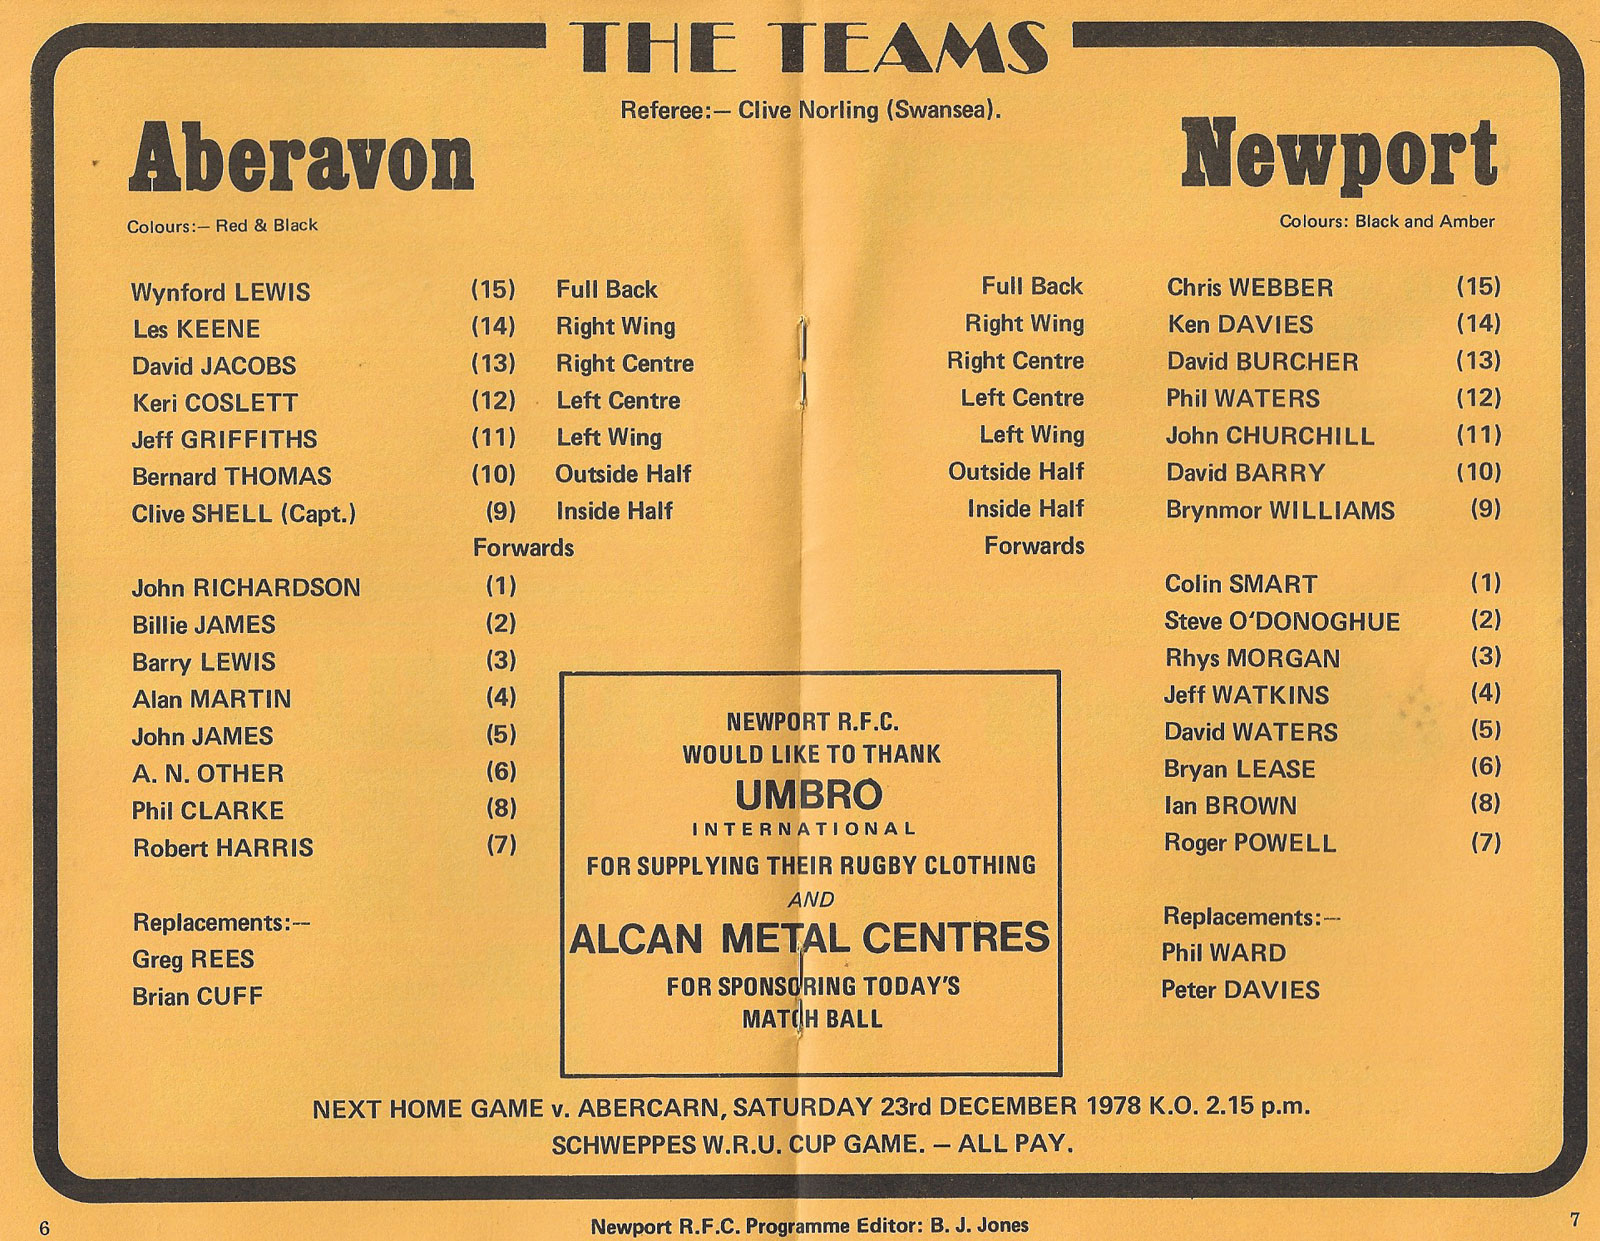 THE TEAMS
Referee:— Clive Norling (Swansea).
Aberavon
Colours:— Red & Black
Wynford LEWIS (15) Full Back
Les KEENE (14) Right Wing
David JACOBS (13) Right Centre
Keri COSLETT (12) Left Centre
Jeff GRIFFITHS (11) Left Wing
Bernard THOMAS (10) Outside Half
Clive SHELL (Capt.) (9) Inside Half
Forwards
John RICHARDSON (1)
Billie JAMES (2)
Barry LEWIS (3)
Alan MARTIN (4)
John JAMES (5)
A. N. OTHER (6)
Phil CLARKE (8)
Robert HARRIS (7)
Replacements:—
Greg REES
Brian CUFF
Newport
Colours: Black and Amber
Full Back Chris WEBBER (15)
Right Wing Ken DAVIES (14)
Right Centre David BURCHER (13)
Left Centre Phil WATERS (12)
Left Wing John CHURCHILL (11)
Outside Half David BARRY (10)
Inside Half Brynmor WILLIAMS (9)
Forwards
Colin SMART (1)
Steve O'DONOGHUE (2)
Rhys MORGAN (3)
Jeff WATKINS (4)
David WATERS (5)
Bryan LEASE (6)
Ian BROWN (8)
Roger POWELL (7)
Replacements:—
Phil WARD
Peter DAVIES
NEWPORT R.F.C.
WOULD LIKE TO THANK
UMBRO
INTERNATIONAL
FOR SUPPLYING THEIR RUGBY CLOTHING
AND
ALCAN METAL CENTRES
FOR SPONSORING TODAY'S
MATCH BALL
NEXT HOME GAME v. ABERCARN, SATURDAY 23rd DECEMBER 1978 K.O. 2.15 p.m.
SCHWEPPES W.R.U. CUP GAME. — ALL PAY.
6
Newport R.F.C. Programme Editor: B. J. Jones
7